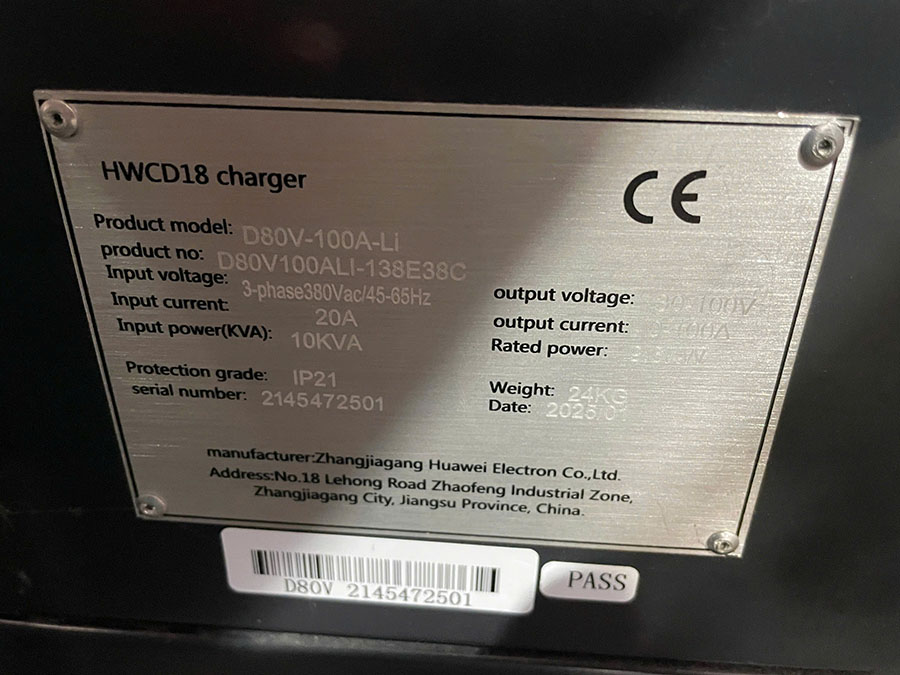 HWCD18 charger
CE
Product model: D80V-100A-Li
product no: D80V100ALI-138E38C
Input voltage: 3-phase380Vac/45-65Hz
Input current: 20A
Input power(KVA): 10KVA
Protection grade: IP21
serial number: 2145472501
output voltage:
output current: 100A
Rated power:
Weight: 24KG
Date:
manufacturer:Zhangjiagang Huawei Electron Co.,Ltd.
Address:No.18 Lehong Road Zhaofeng Industrial Zone,
Zhangjiagang City, Jiangsu Province, China.
D80V 2145472501
PASS